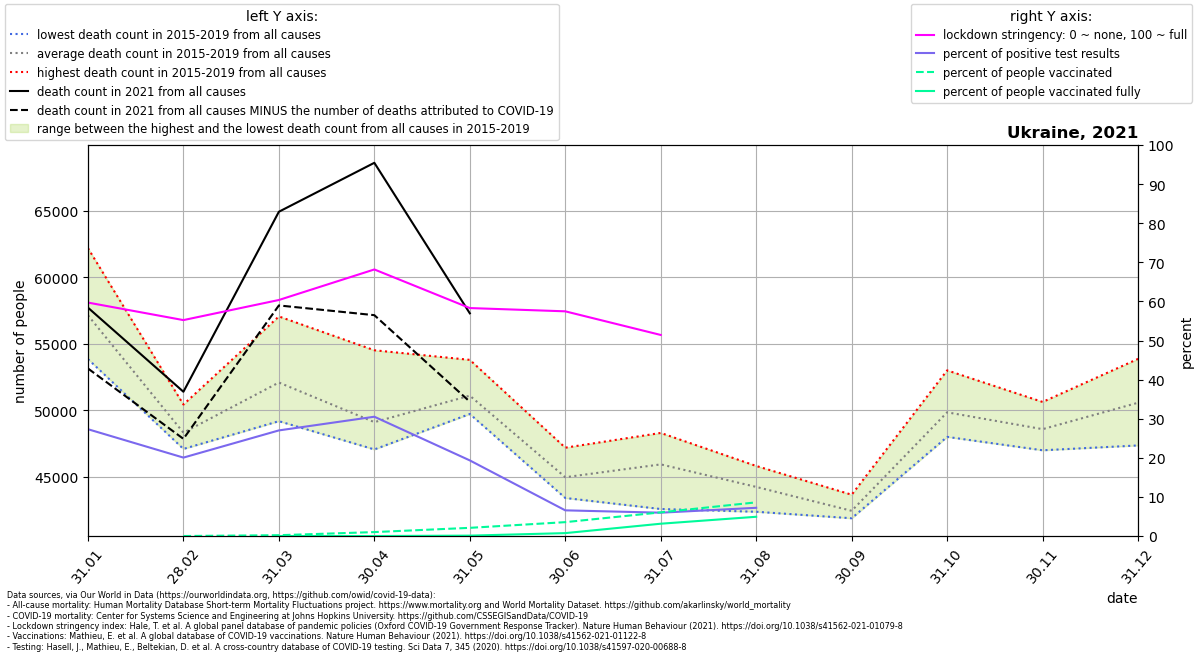 left Y axis:
lowest death count in 2015-2019 from all causes
average death count in 2015-2019 from all causes
highest death count in 2015-2019 from all causes
death count in 2021 from all causes
death count in 2021 from all causes MINUS the number of deaths attributed to COVID-19
range between the highest and the lowest death count from all causes in 2015-2019
right Y axis:
lockdown stringency: 0 ~ none, 100 ~ full
percent of positive test results
percent of people vaccinated
percent of people vaccinated fully
Ukraine, 2021
number of people
65000
60000
55000
50000
45000
100
90
80
70
60
50
40
30
20
10
0
percent
31.01
28.02
31.03
30.04
31.05
30.06
31.07
31.08
30.09
31.10
30.11
31.12
date
Data sources, via Our World in Data (https://ourworldindata.org, https://github.com/owid/covid-19-data):
- All-cause mortality: Human Mortality Database Short-term Mortality Fluctuations project. https://www.mortality.org and World Mortality Dataset. https://github.com/akarlinsky/world_mortality
- COVID-19 mortality: Center for Systems Science and Engineering at Johns Hopkins University. https://github.com/CSSEGISandData/COVID-19
- Lockdown stringency index: Hale, T. et al. A global panel database of pandemic policies (Oxford COVID-19 Government Response Tracker). Nature Human Behaviour (2021). https://doi.org/10.1038/s41562-021-01079-8
- Vaccinations: Mathieu, E. et al. A global database of COVID-19 vaccinations. Nature Human Behaviour (2021). https://doi.org/10.1038/s41562-021-01122-8
- Testing: Hasell, J., Mathieu, E., Beltekian, D. et al. A cross-country database of COVID-19 testing. Sci Data 7, 345 (2020). https://doi.org/10.1038/s41597-020-00688-8